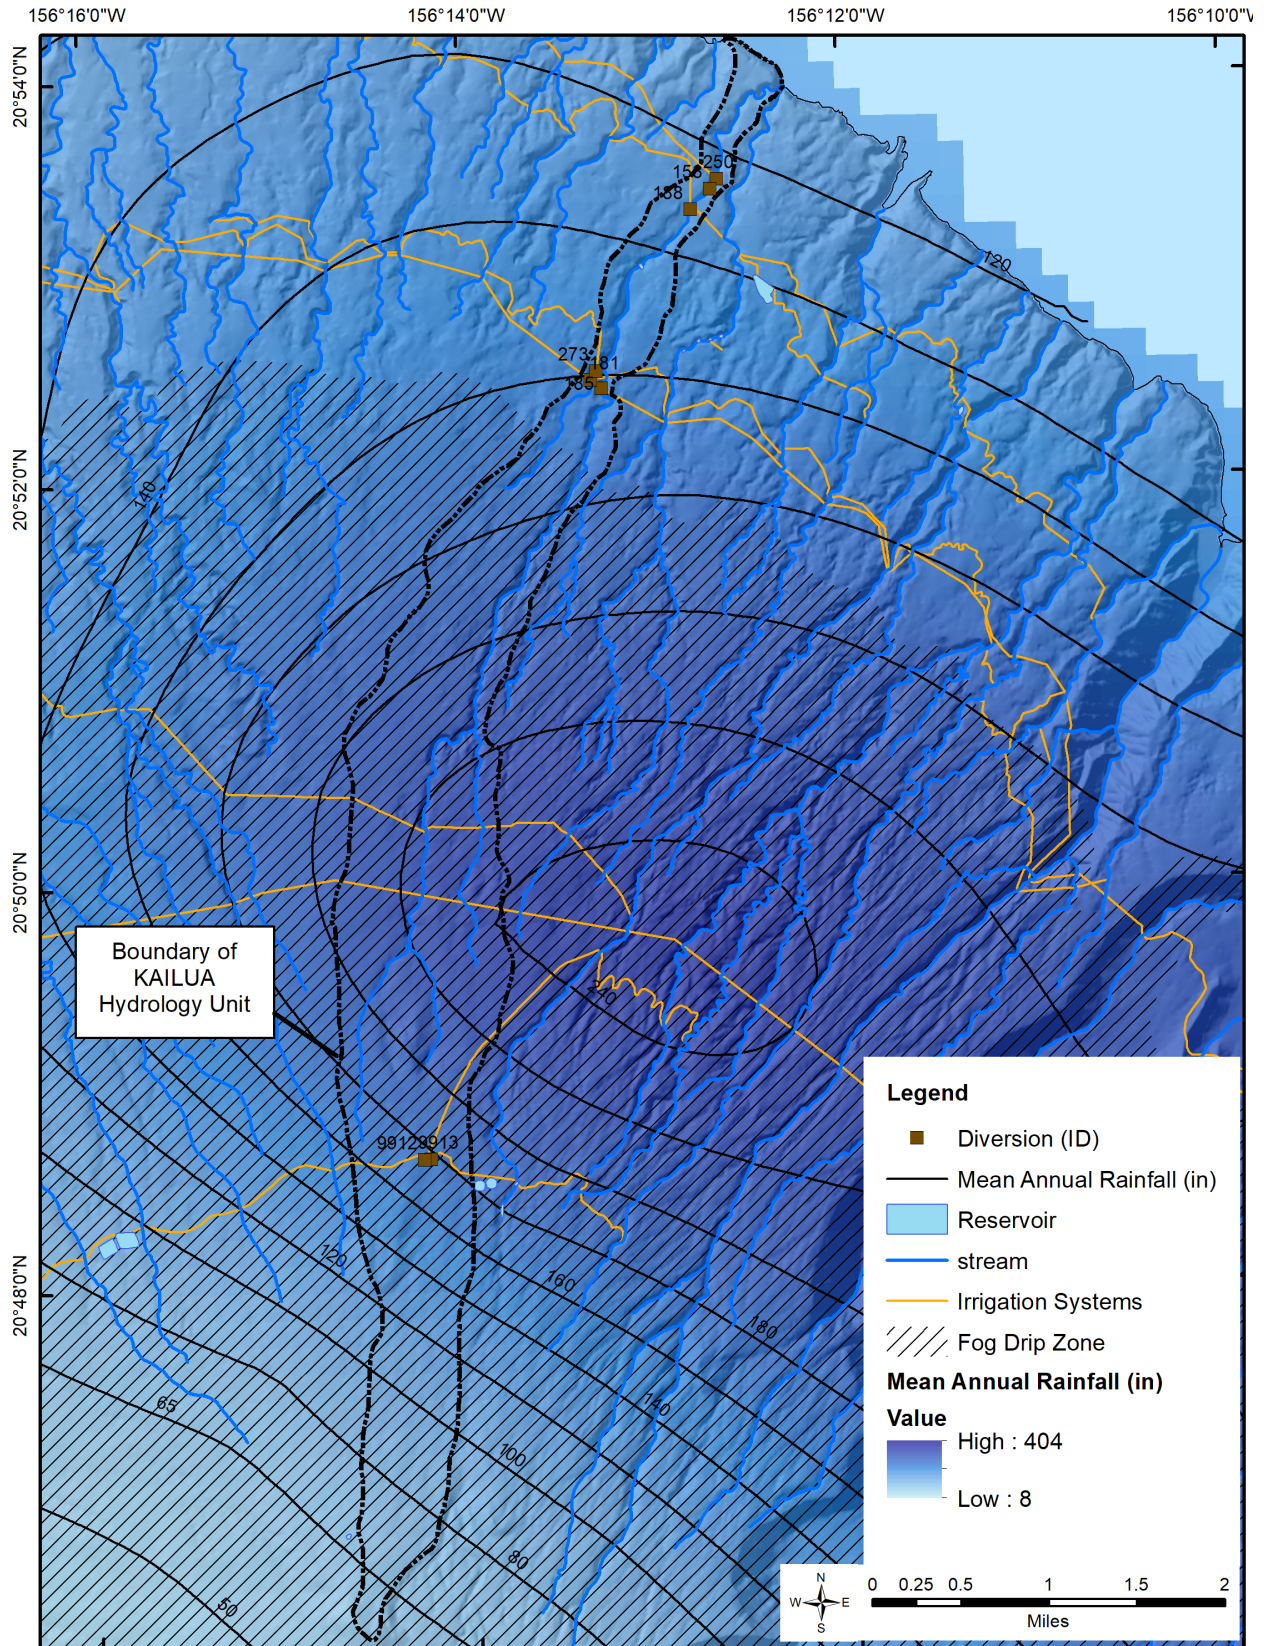 156°16'0"W
156°14'0"W
156°12'0"W
156°10'0"W
20°54'0"N
250
158
188
120
273
181
85
20°52'0"N
140
20°50'0"N
Boundary of
KAILUA
Hydrology Unit
240
9912
9913
20°48'0"N
120
160
180
65
140
100
80
50
Legend
Diversion (ID)
Mean Annual Rainfall (in)
Reservoir
stream
Irrigation Systems
Fog Drip Zone
Mean Annual Rainfall (in)
Value
High : 404
Low : 8
N
W E
S
0 0.25 0.5 1 1.5 2
Miles